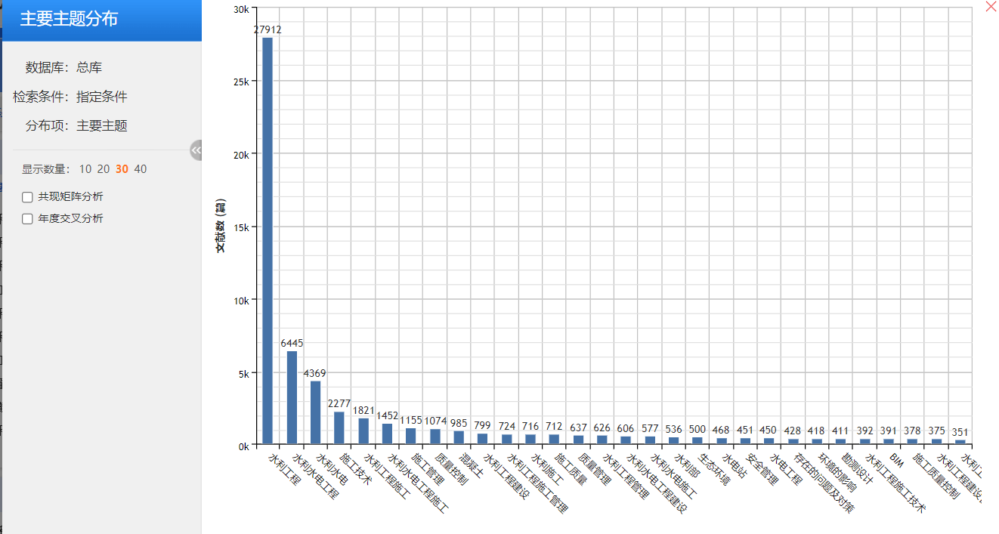 主要主题分布
数据库：总库
检索条件：指定条件
分布项：主要主题
显示数量： 10 20 30 40
共现矩阵分析
年度交叉分析
文献数 (篇)
30k
25k
20k
15k
10k
5k
0k
27912
6445
4369
2277
1821
1452
1155
1074
985
799
724
716
712
637
626
606
577
536
500
468
451
450
428
418
411
392
391
378
375
351
水利工程
水利水电工程
水利水电
施工技术
水利工程施工
水利水电工程施工
施工管理
质量控制
混凝土
水利工程建设
水利工程施工管理
水利施工
施工质量
质量管理
水利工程管理
水利水电工程建设
水利水电施工
水利部
生态环境
水电站
安全管理
水电工程
存在的问题及对策
环境的影响
勘测设计
水利工程施工技术
BIM
施工质量控制
水利工程建设
水利工